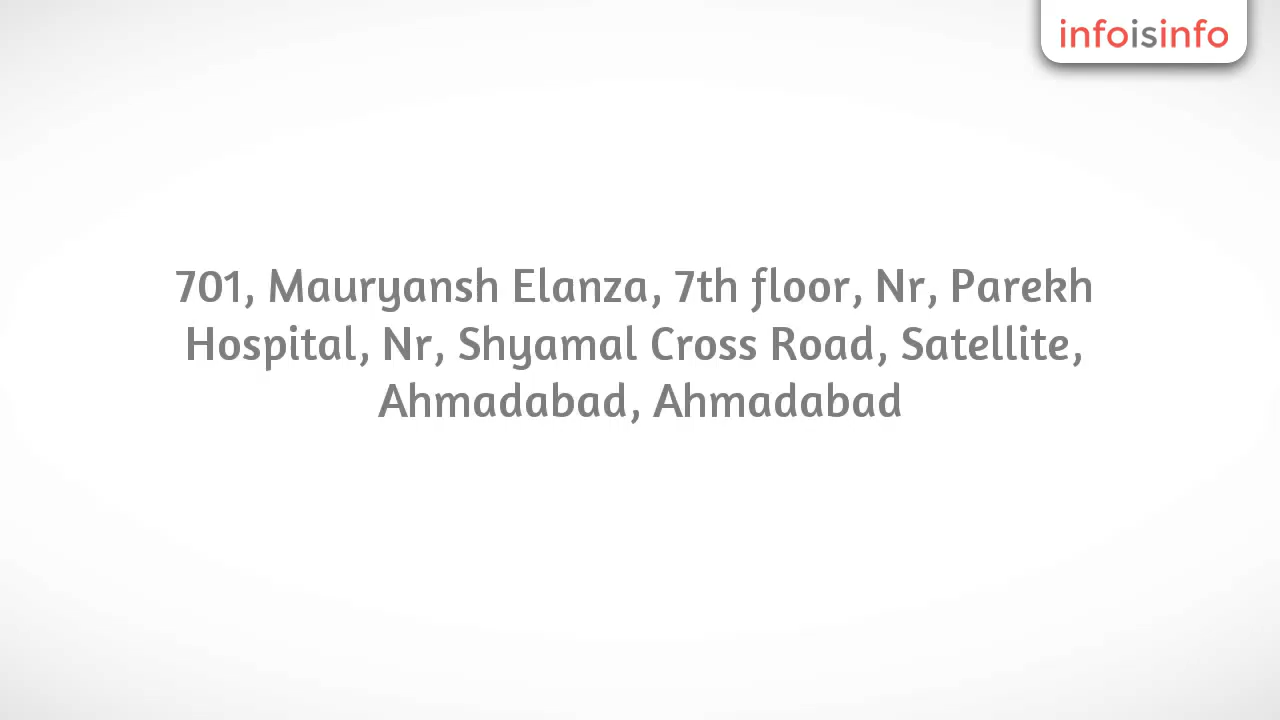 infoisinfo
701, Mauryansh Elanza, 7th floor, Nr, Parekh
Hospital, Nr, Shyamal Cross Road, Satellite,
Ahmadabad, Ahmadabad